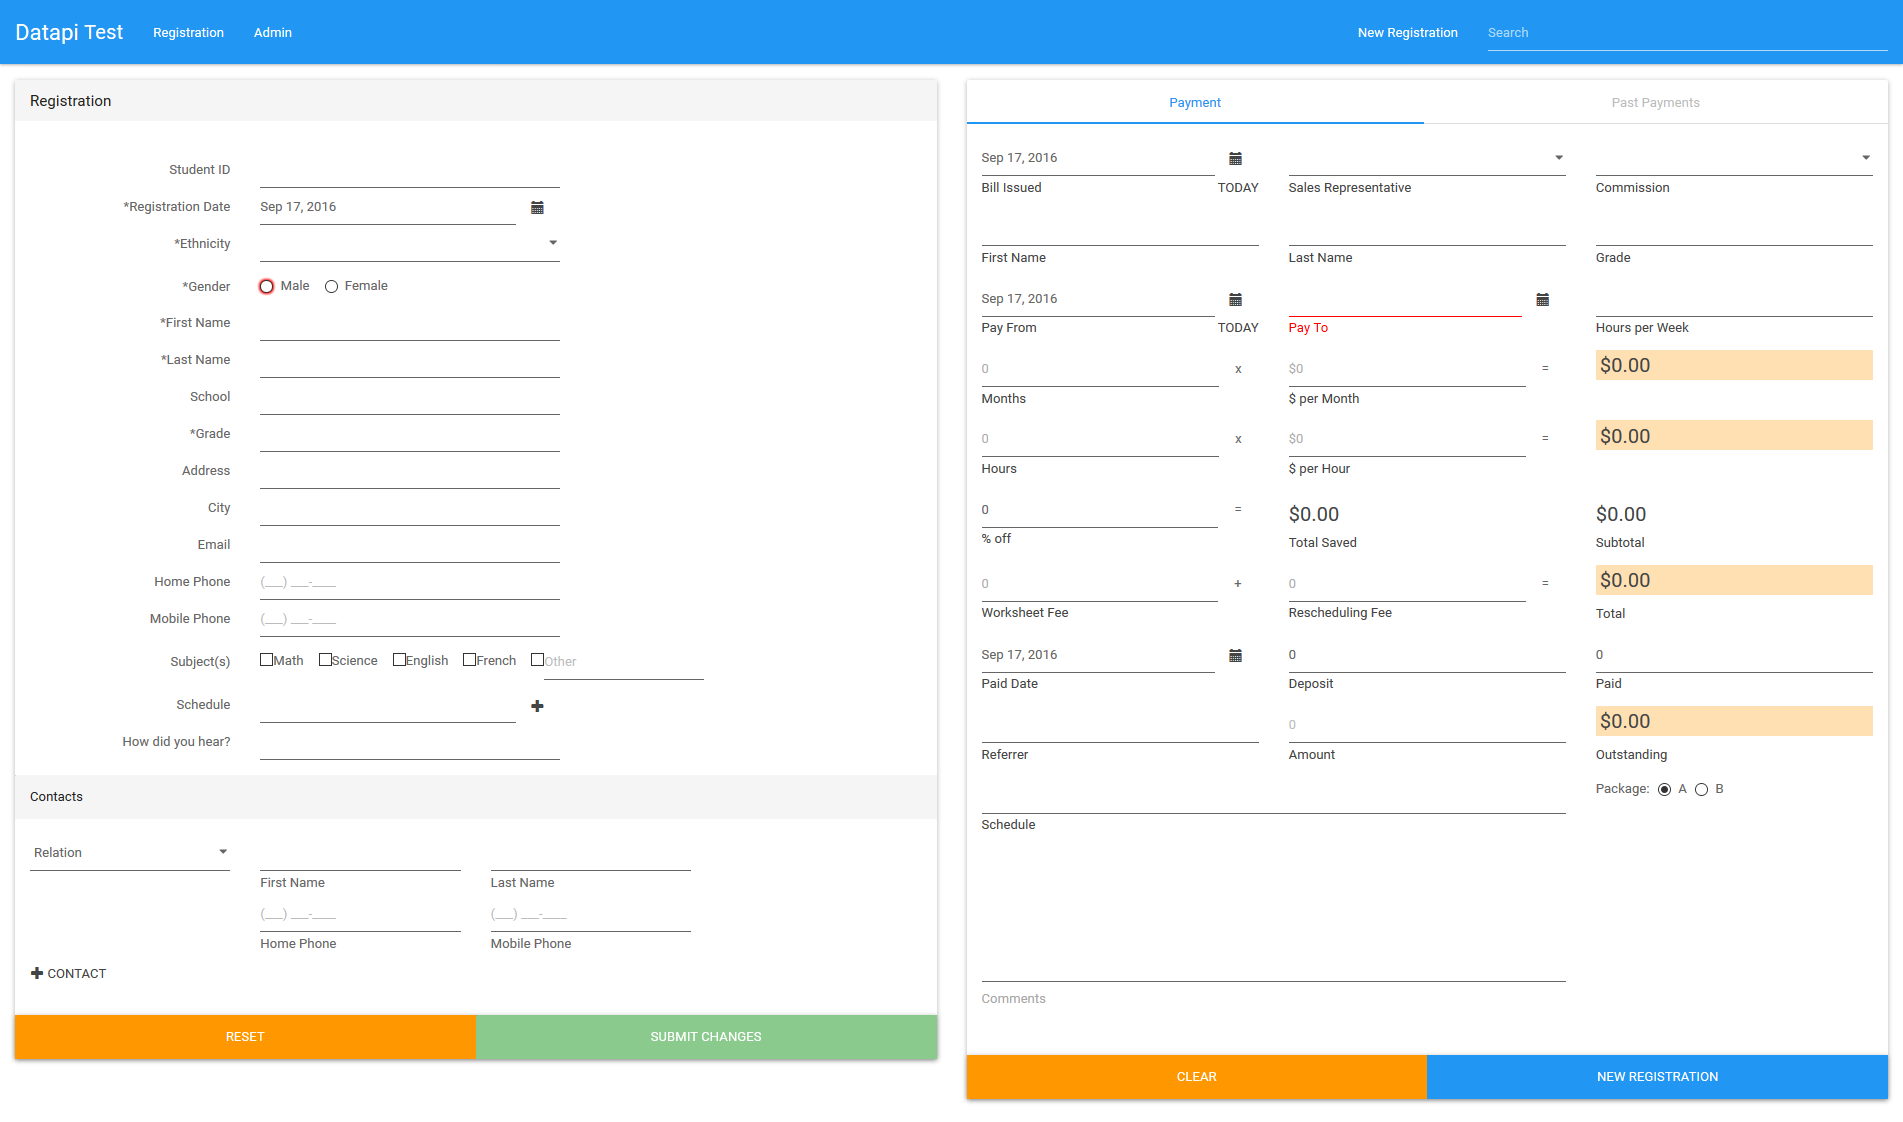 Datapi Test Registration Admin New Registration Search
Registration
Student ID
*Registration Date Sep 17, 2016
*Ethnicity
*Gender Male Female
*First Name
*Last Name
School
*Grade
Address
City
Email
Home Phone (___) ___-____
Mobile Phone (___) ___-____
Subject(s) Math Science English French Other
Schedule
How did you hear?
Contacts
Relation
First Name Last Name
(___) ___-____ (___) ___-____
Home Phone Mobile Phone
CONTACT
RESET SUBMIT CHANGES
Payment Past Payments
Sep 17, 2016
Bill Issued TODAY Sales Representative Commission
First Name Last Name Grade
Sep 17, 2016
Pay From TODAY Pay To Hours per Week
0 x $0 = $0.00
Months $ per Month
0 x $0 = $0.00
Hours $ per Hour
0 = $0.00 $0.00
% off Total Saved Subtotal
0 + 0 = $0.00
Worksheet Fee Rescheduling Fee Total
Sep 17, 2016 0 0
Paid Date Deposit Paid
0 $0.00
Referrer Amount Outstanding
Package: A B
Schedule
Comments
CLEAR NEW REGISTRATION